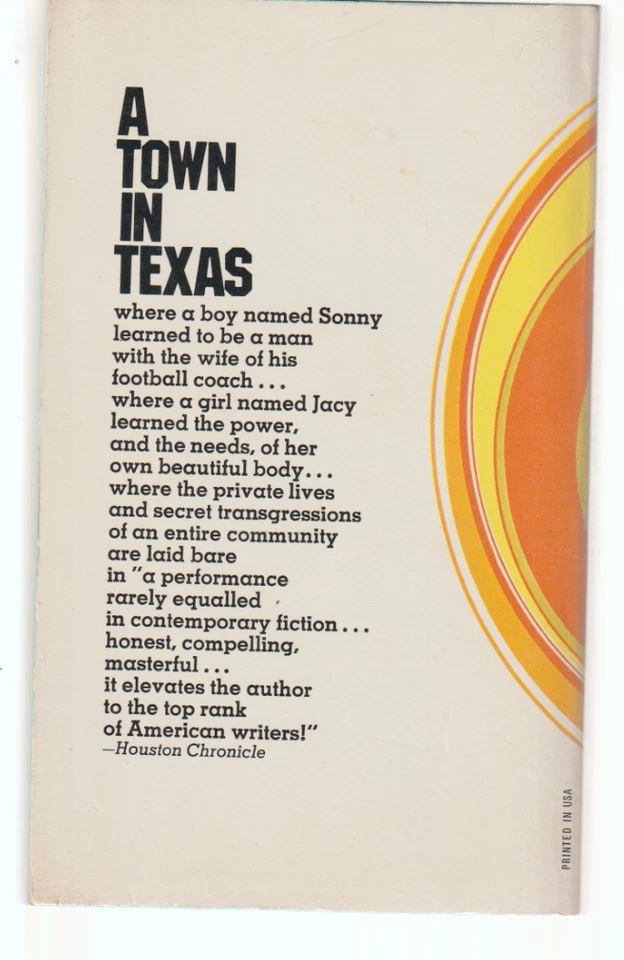 A
TOWN
IN
TEXAS
where a boy named Sonny
learned to be a man
with the wife of his
football coach . . .
where a girl named Jacy
learned the power,
and the needs, of her
own beautiful body. . .
where the private lives
and secret transgressions
of an entire community
are laid bare
in "a performance
rarely equalled
in contemporary fiction . . .
honest, compelling,
masterful . . .
it elevates the author
to the top rank
of American writers!"
—Houston Chronicle
PRINTED IN USA